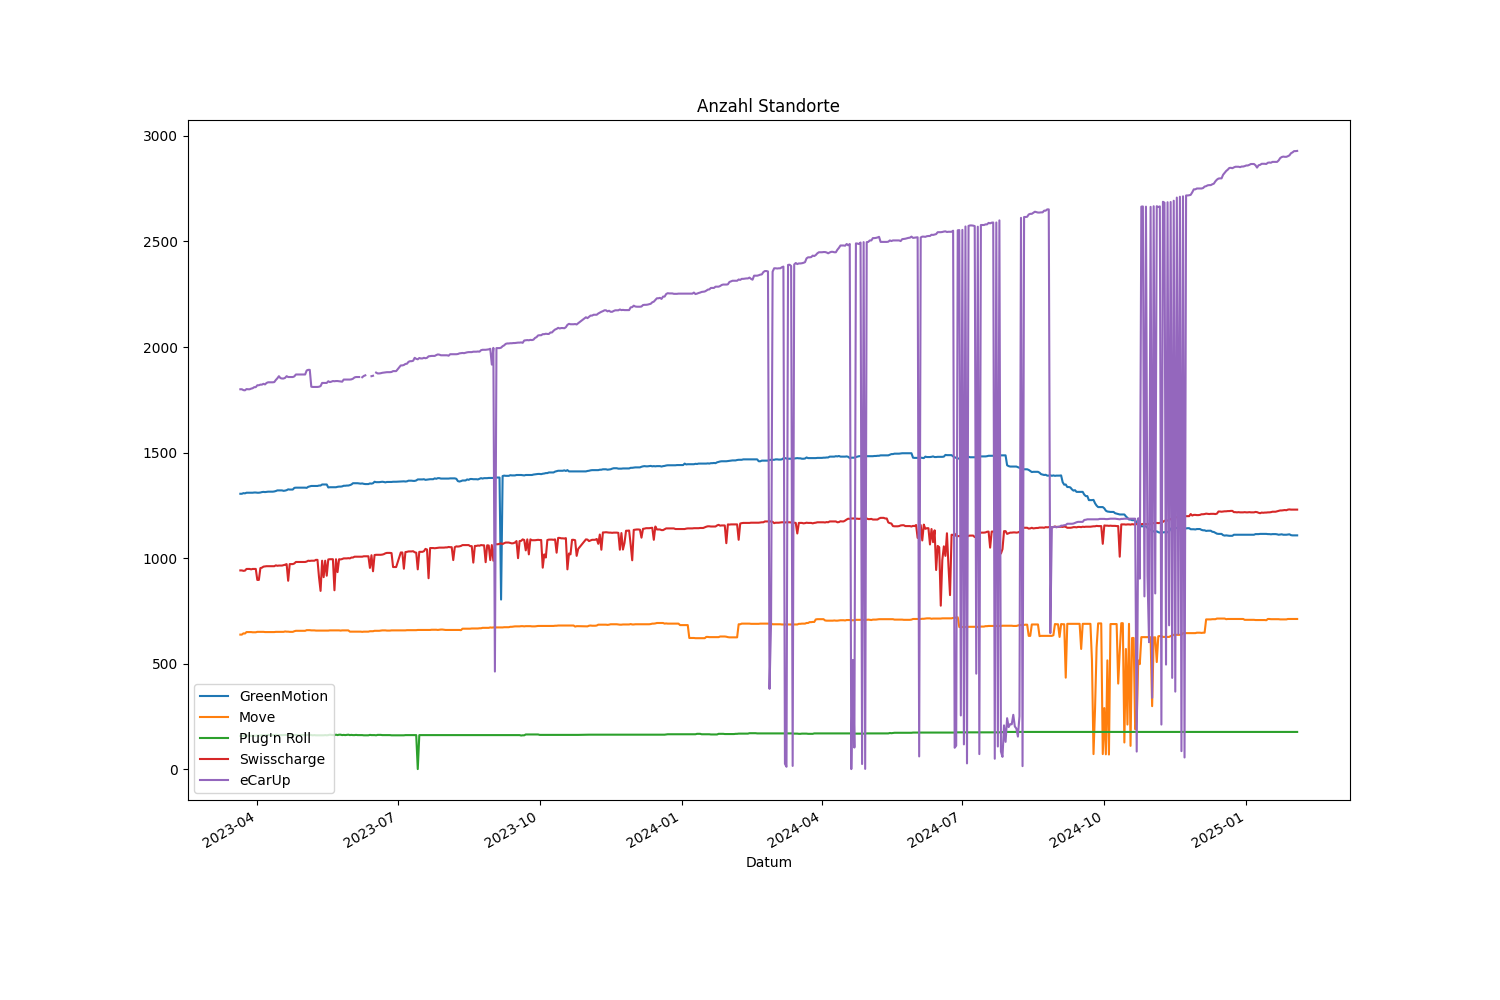 Anzahl Standorte
3000
2500
2000
1500
1000
500
0
GreenMotion
Move
Plug'n Roll
Swisscharge
eCarUp
2023-04
2023-07
2023-10
2024-01
2024-04
2024-07
2024-10
2025-01
Datum